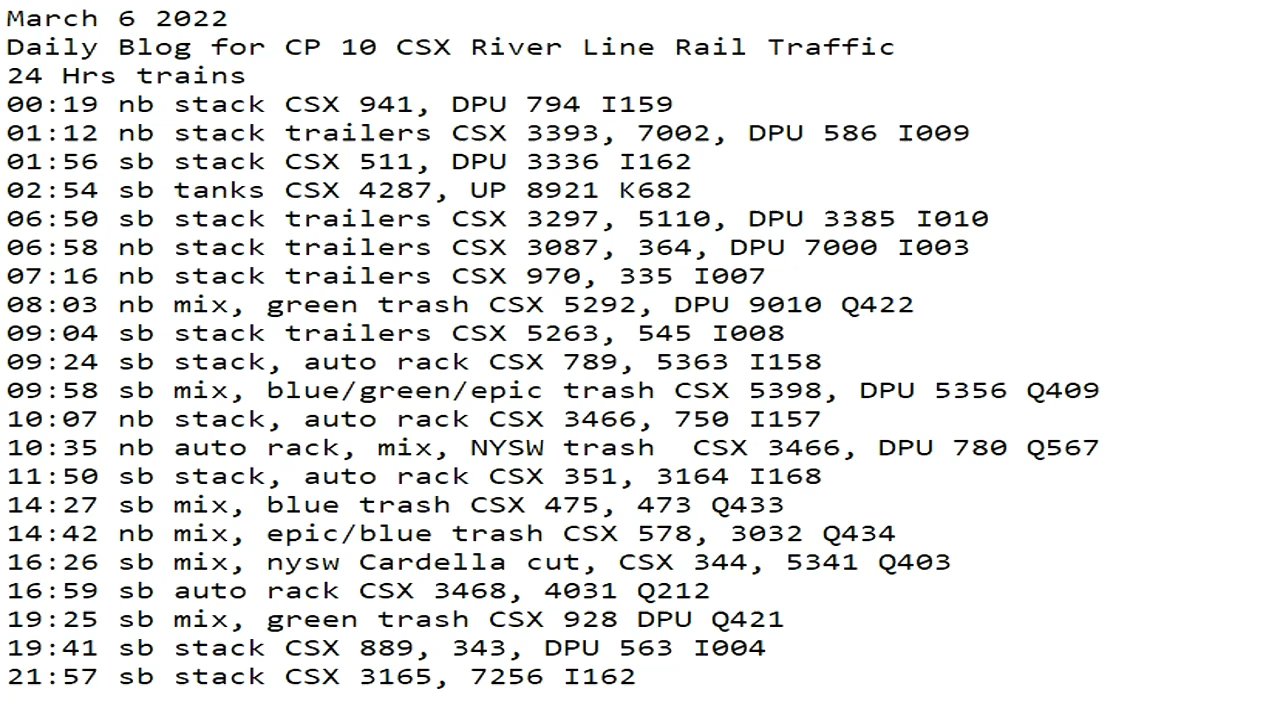 March 6 2022
Daily Blog for CP 10 CSX River Line Rail Traffic
24 Hrs trains
00:19 nb stack CSX 941, DPU 794 I159
01:12 nb stack trailers CSX 3393, 7002, DPU 586 I009
01:56 sb stack CSX 511, DPU 3336 I162
02:54 sb tanks CSX 4287, UP 8921 K682
06:50 sb stack trailers CSX 3297, 5110, DPU 3385 I010
06:58 nb stack trailers CSX 3087, 364, DPU 7000 I003
07:16 nb stack trailers CSX 970, 335 I007
08:03 nb mix, green trash CSX 5292, DPU 9010 Q422
09:04 sb stack trailers CSX 5263, 545 I008
09:24 sb stack, auto rack CSX 789, 5363 I158
09:58 sb mix, blue/green/epic trash CSX 5398, DPU 5356 Q409
10:07 nb stack, auto rack CSX 3466, 750 I157
10:35 nb auto rack, mix, NYSW trash  CSX 3466, DPU 780 Q567
11:50 sb stack, auto rack CSX 351, 3164 I168
14:27 sb mix, blue trash CSX 475, 473 Q433
14:42 nb mix, epic/blue trash CSX 578, 3032 Q434
16:26 sb mix, nysw Cardella cut, CSX 344, 5341 Q403
16:59 sb auto rack CSX 3468, 4031 Q212
19:25 sb mix, green trash CSX 928 DPU Q421
19:41 sb stack CSX 889, 343, DPU 563 I004
21:57 sb stack CSX 3165, 7256 I162